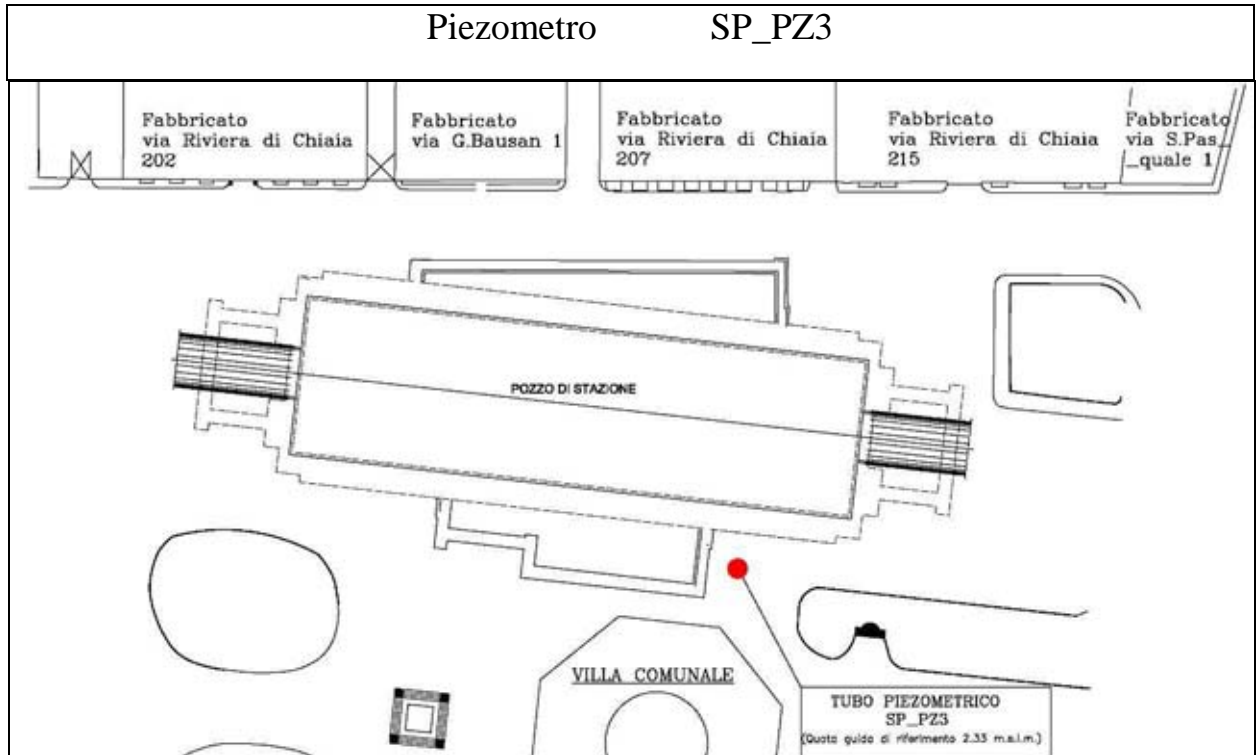 Piezometro SP_PZ3
Fabbricato
via Riviera di Chiaia
202
Fabbricato
via G.Bausan 1
Fabbricato
via Riviera di Chiaia
207
Fabbricato
via Riviera di Chiaia
215
Fabbricato
via S.Pas_
_quale 1
POZZO DI STAZIONE
VILLA COMUNALE
TUBO PIEZOMETRICO
SP_PZ3
(Quota guida di riferimento 2.33 m.s.l.m.)